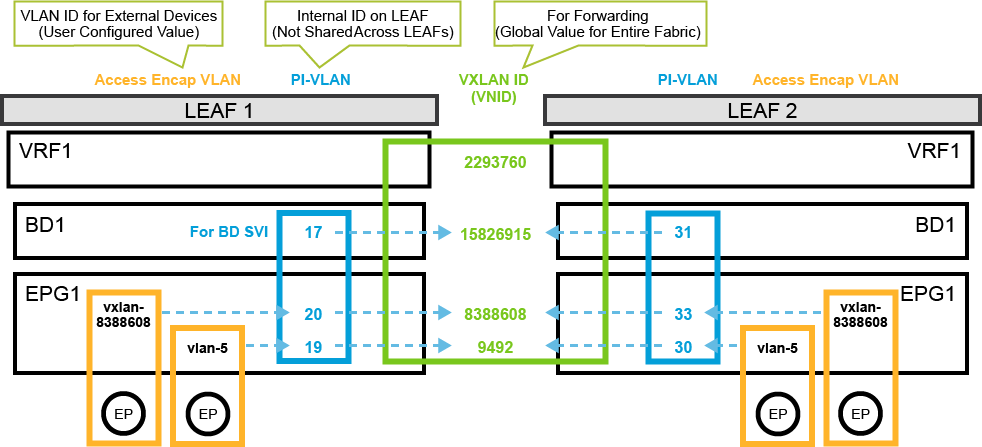 VLAN ID for External Devices
(User Configured Value)
Internal ID on LEAF
(Not Shared Across LEAFs)
For Forwarding
(Global Value for Entire Fabric)
Access Encap VLAN
PI-VLAN
VXLAN ID
(VNID)
PI-VLAN
Access Encap VLAN
LEAF 1
LEAF 2
VRF1
2293760
VRF1
BD1
For BD SVI
17
15826915
31
BD1
EPG1
vxlan-
8388608
20
8388608
33
vxlan-
8388608
EPG1
vlan-5
19
9492
30
vlan-5
EP
EP
EP
EP